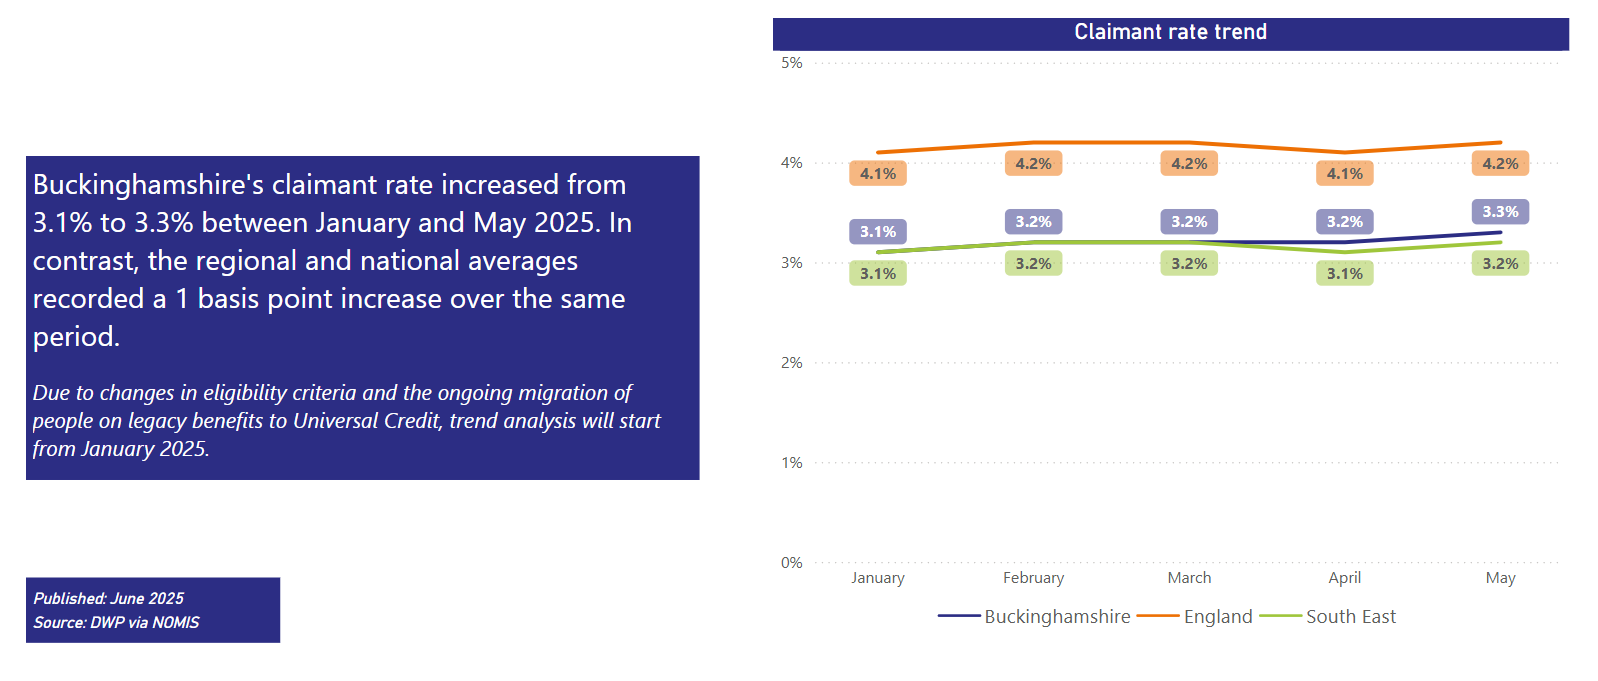 Buckinghamshire's claimant rate increased from
3.1% to 3.3% between January and May 2025. In
contrast, the regional and national averages
recorded a 1 basis point increase over the same
period.
Due to changes in eligibility criteria and the ongoing migration of
people on legacy benefits to Universal Credit, trend analysis will start
from January 2025.
Published: June 2025
Source: DWP via NOMIS
Claimant rate trend
5%
4%
3%
2%
1%
0%
4.1% 4.2% 4.2% 4.1% 4.2%
3.1% 3.2% 3.2% 3.2% 3.3%
3.1% 3.2% 3.2% 3.1% 3.2%
January February March April May
Buckinghamshire England South East